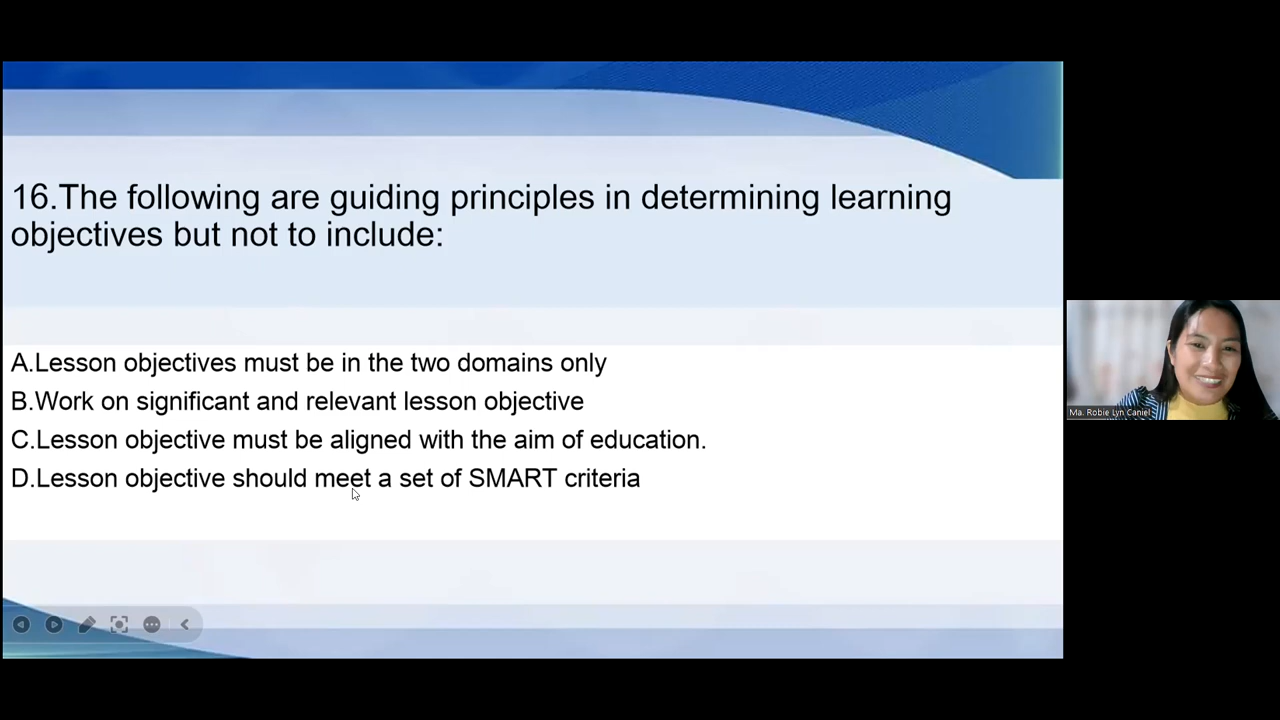 16.The following are guiding principles in determining learning
objectives but not to include:
A.Lesson objectives must be in the two domains only
B.Work on significant and relevant lesson objective
C.Lesson objective must be aligned with the aim of education.
D.Lesson objective should meet a set of SMART criteria
Ma. Robie Lyn Caniel